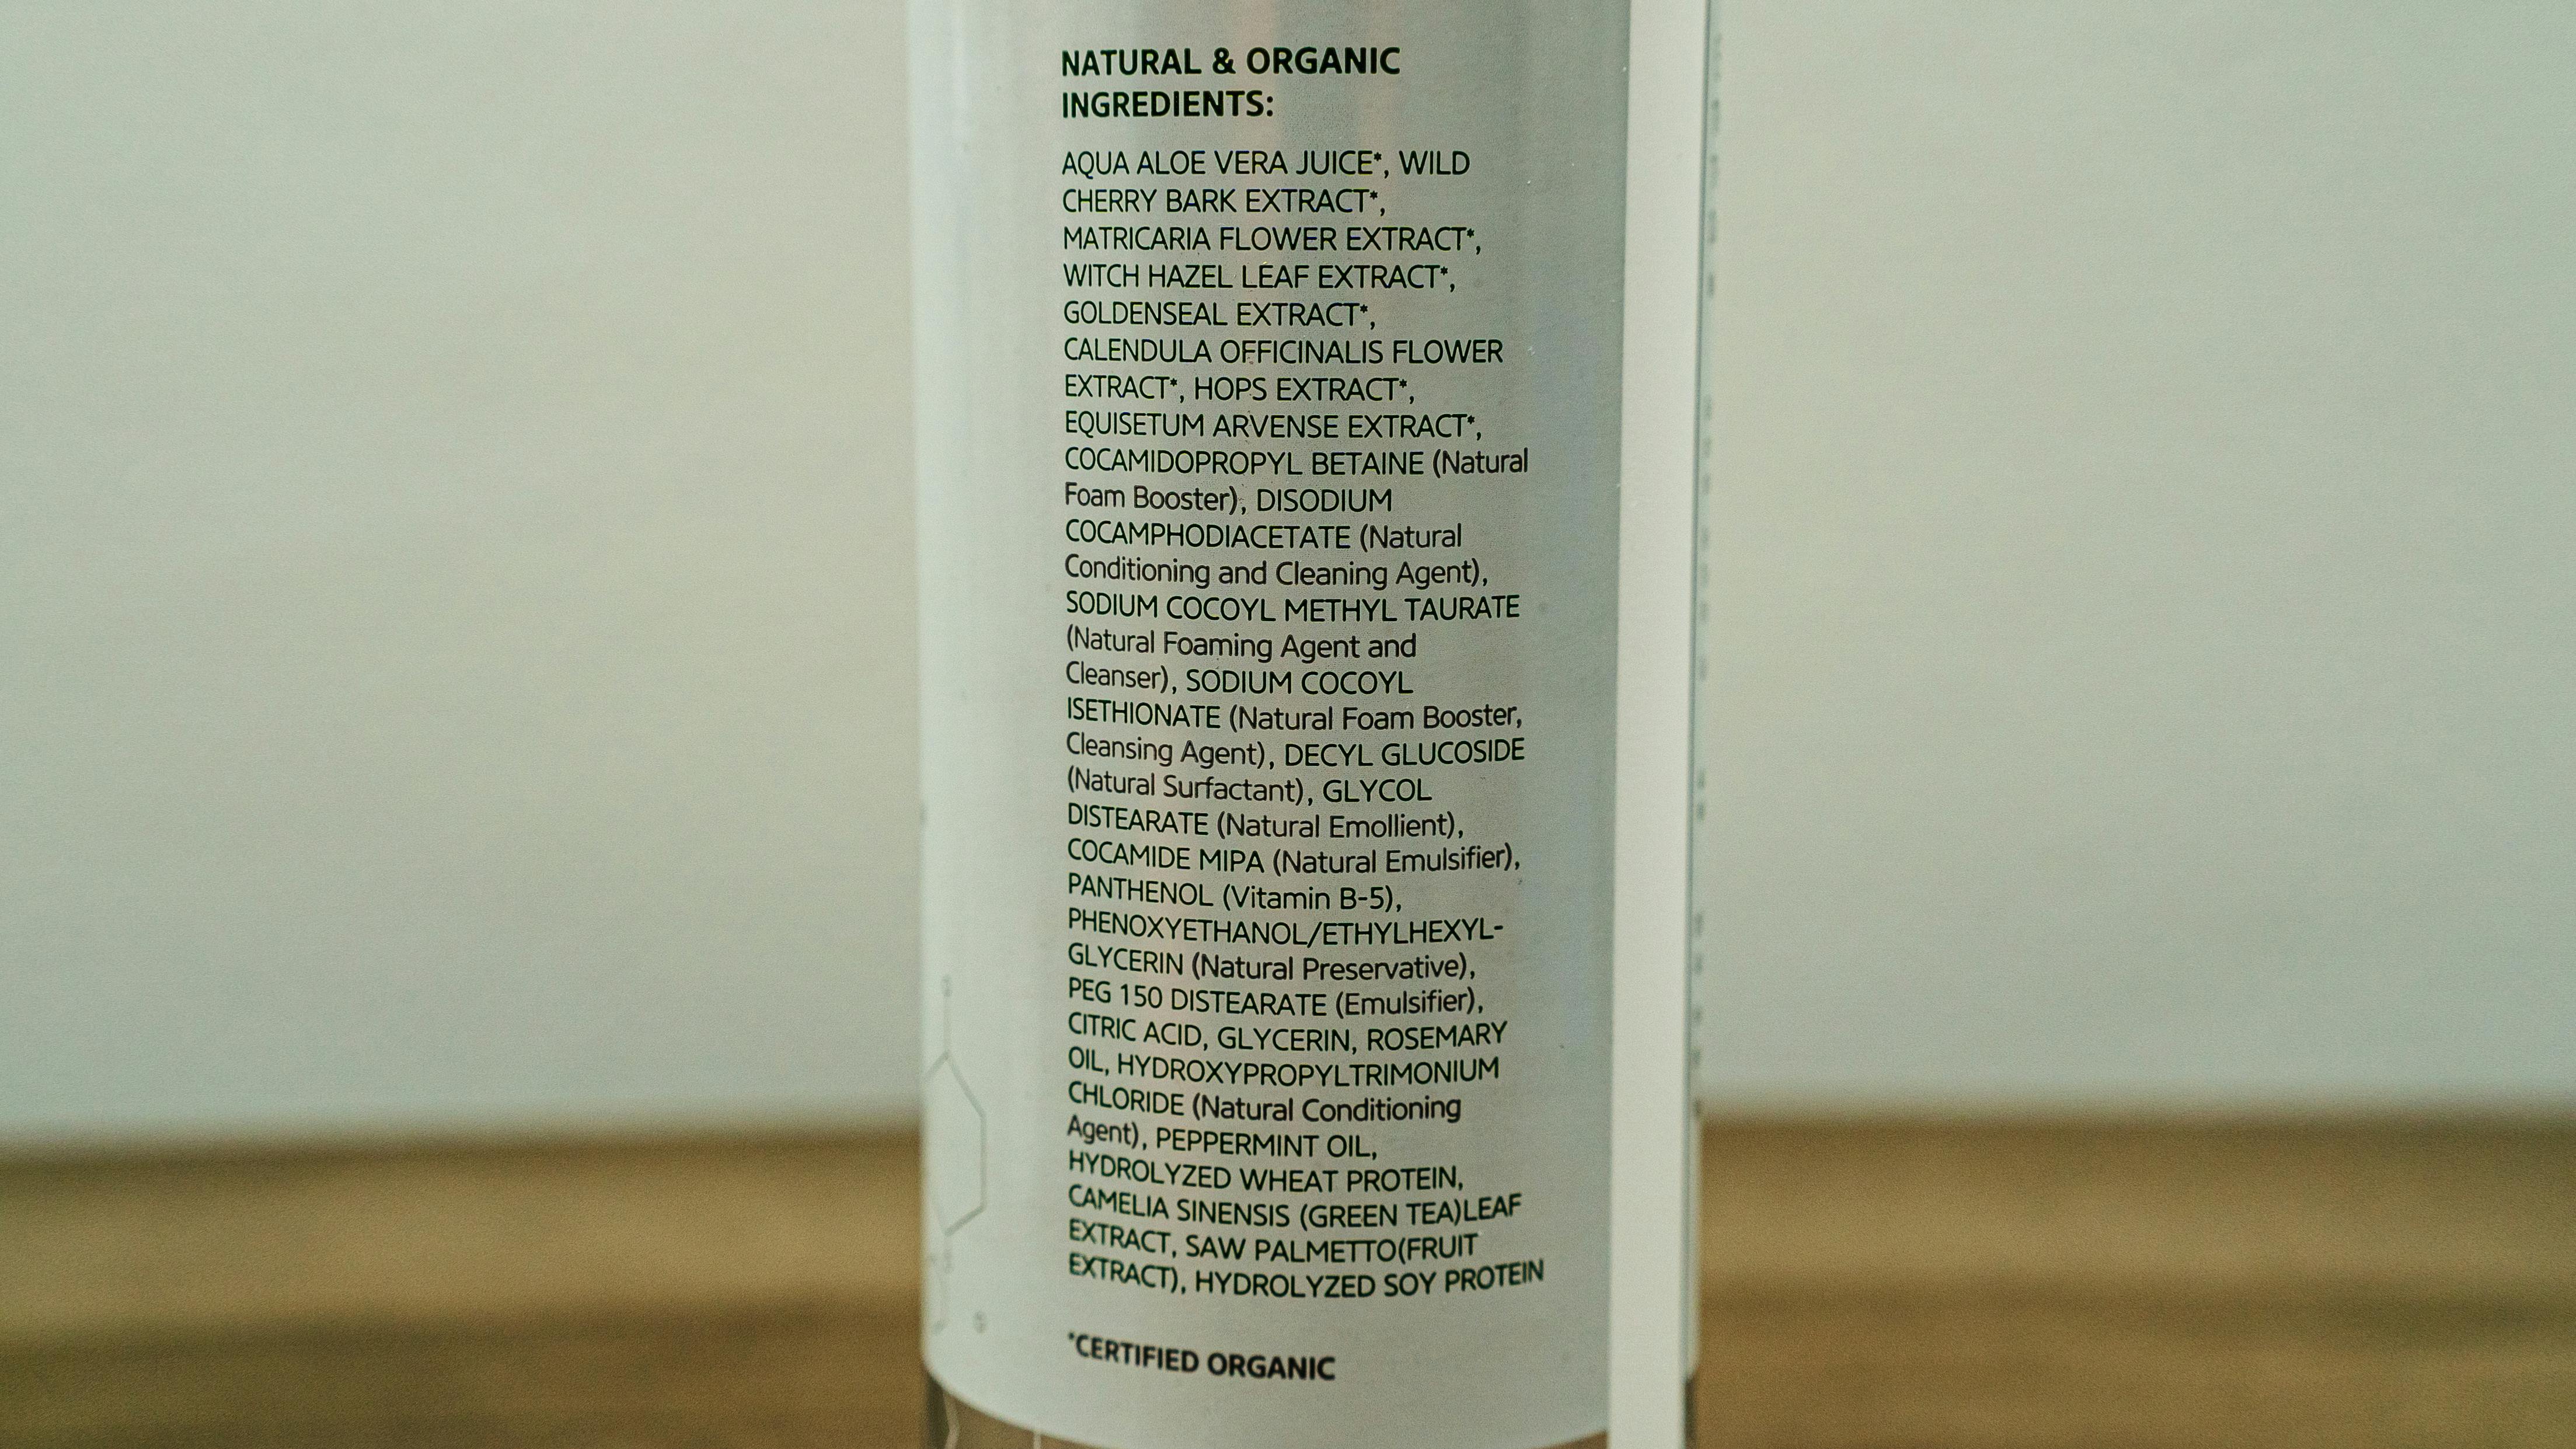 NATURAL & ORGANIC
INGREDIENTS:
AQUA ALOE VERA JUICE*, WILD
CHERRY BARK EXTRACT*,
MATRICARIA FLOWER EXTRACT*,
WITCH HAZEL LEAF EXTRACT*,
GOLDENSEAL EXTRACT*,
CALENDULA OFFICINALIS FLOWER
EXTRACT*, HOPS EXTRACT*,
EQUISETUM ARVENSE EXTRACT*,
COCAMIDOPROPYL BETAINE (Natural
Foam Booster), DISODIUM
COCAMPHODIACETATE (Natural
Conditioning and Cleaning Agent),
SODIUM COCOYL METHYL TAURATE
(Natural Foaming Agent and
Cleanser), SODIUM COCOYL
ISETHIONATE (Natural Foam Booster,
Cleansing Agent), DECYL GLUCOSIDE
(Natural Surfactant), GLYCOL
DISTEARATE (Natural Emollient),
COCAMIDE MIPA (Natural Emulsifier),
PANTHENOL (Vitamin B-5),
PHENOXYETHANOL/ETHYLHEXYL-
GLYCERIN (Natural Preservative),
PEG 150 DISTEARATE (Emulsifier),
CITRIC ACID, GLYCERIN, ROSEMARY
OIL, HYDROXYPROPYLTRIMONIUM
CHLORIDE (Natural Conditioning
Agent), PEPPERMINT OIL,
HYDROLYZED WHEAT PROTEIN,
CAMELIA SINENSIS (GREEN TEA)LEAF
EXTRACT, SAW PALMETTO(FRUIT
EXTRACT), HYDROLYZED SOY PROTEIN
*CERTIFIED ORGANIC